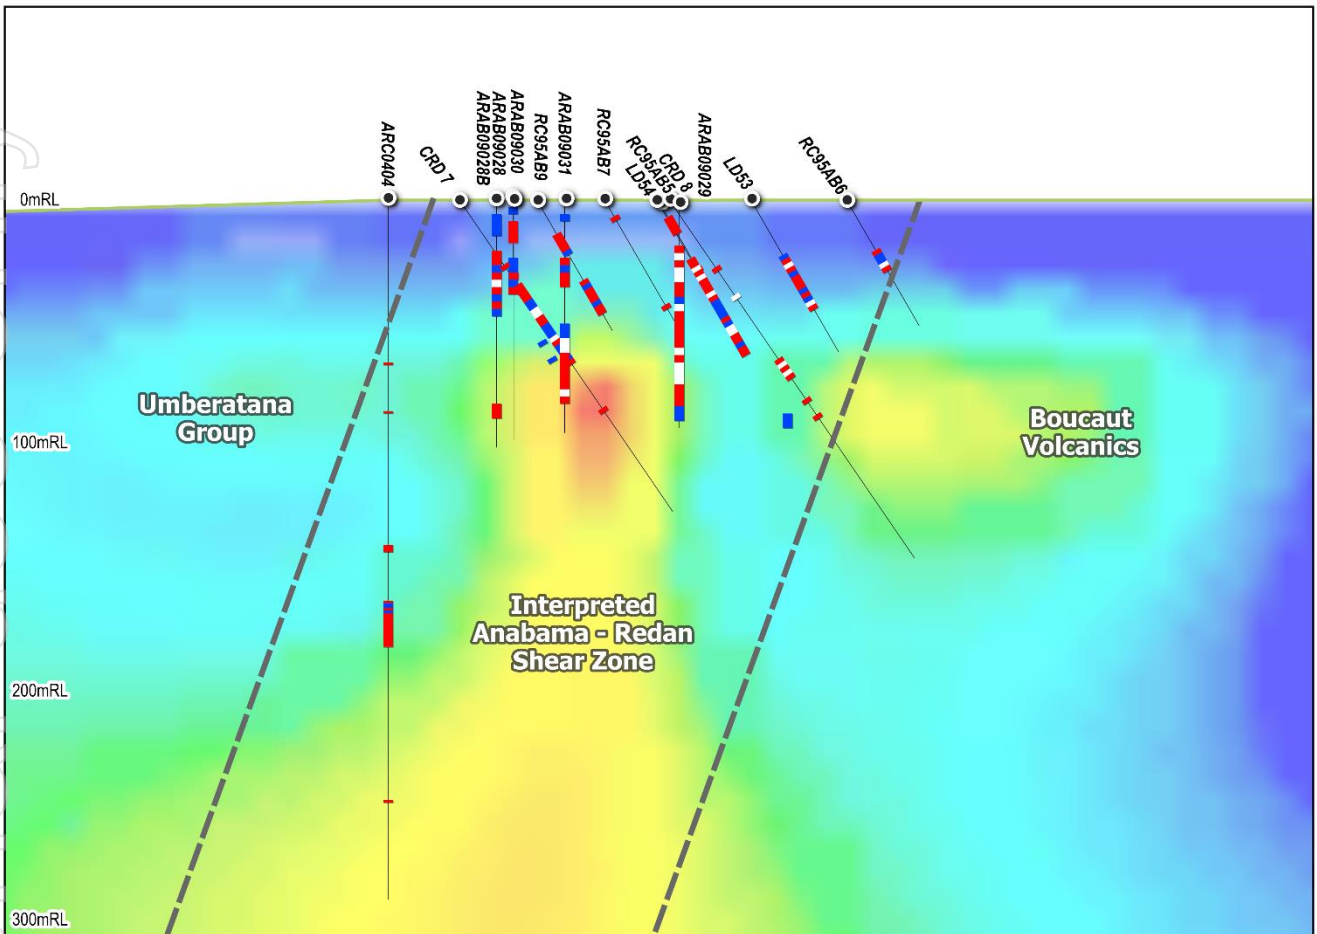 ARC0404
CRD 7
ARAB09028B
ARAB09028
ARAB09030
RC95AB9
ARAB09031
RC95AB7
LD54
RC95AB5
CRD 8
ARAB09029
LD53
RC95AB6
0mRL
Umberatana
Group
100mRL
Boucaut
Volcanics
Interpreted
Anabama - Redan
Shear Zone
200mRL
300mRL